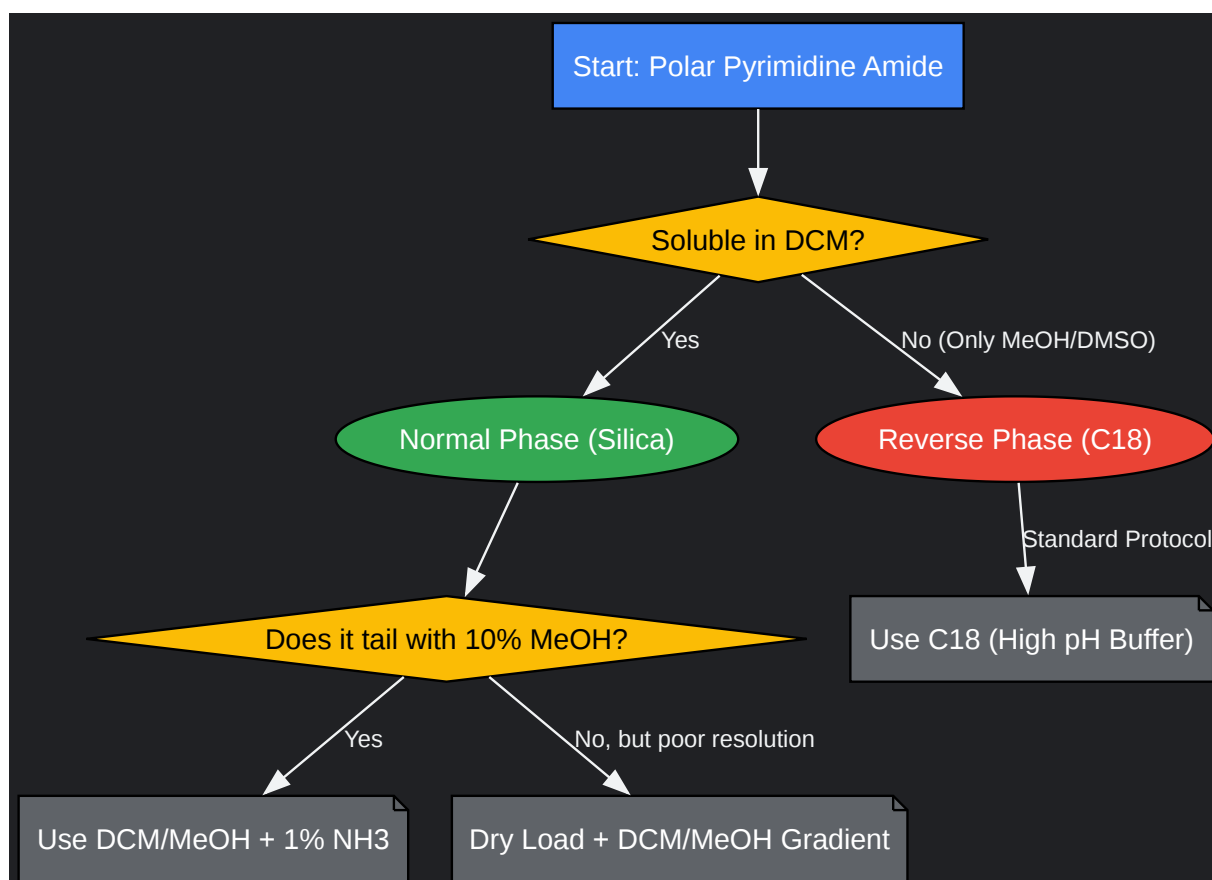 Start: Polar Pyrimidine Amide
Soluble in DCM?
Yes
No (Only MeOH/DMSO)
Normal Phase (Silica)
Reverse Phase (C18)
Standard Protocol
Does it tail with 10% MeOH?
Use C18 (High pH Buffer)
Yes
No, but poor resolution
Use DCM/MeOH + 1% NH3
Dry Load + DCM/MeOH Gradient